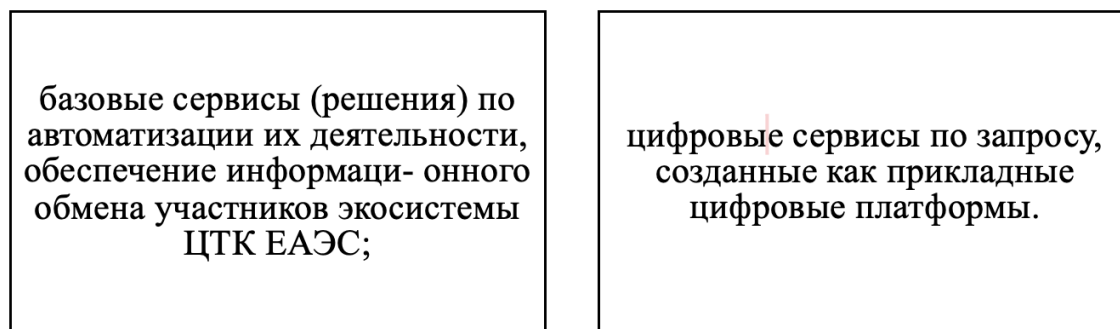 базовые сервисы (решения) по
автоматизации их деятельности,
обеспечение информаци- онного
обмена участников экосистемы
ЦТК ЕАЭС;
цифровые сервисы по запросу,
созданные как прикладные
цифровые платформы.